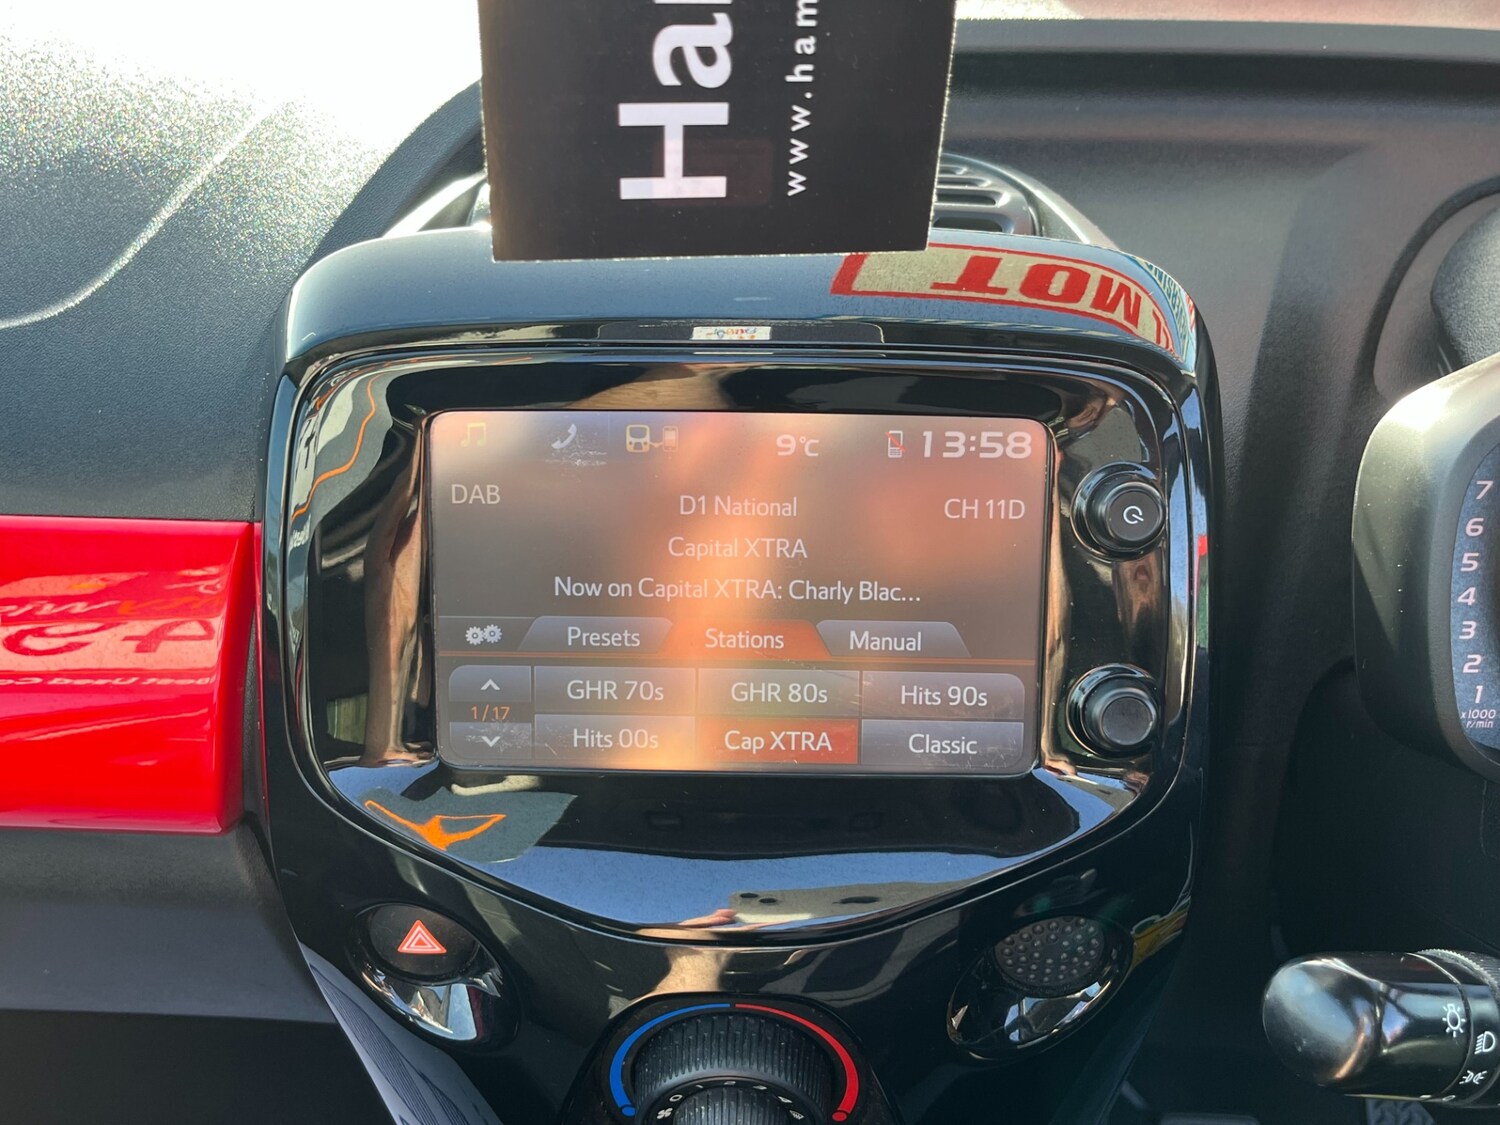 Ha
www.ham
MOT
9°C
13:58
DAB
D1 National
CH 11D
Capital XTRA
Now on Capital XTRA: Charly Blac...
Presets
Stations
Manual
1/17
GHR 70s
GHR 80s
Hits 90s
Hits 00s
Cap XTRA
Classic
7
6
5
4
3
2
1
x1000
r/min